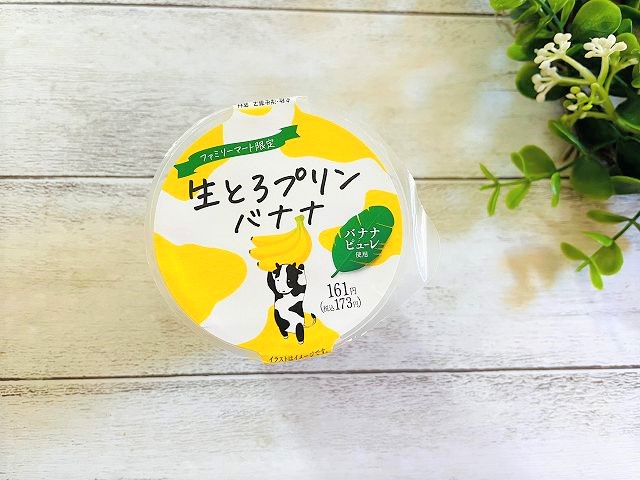 ファミリーマート限定
生とろプリン
バナナ
バナナ
ピューレ
使用
161円
(税込173円)
イラストはイメージです。